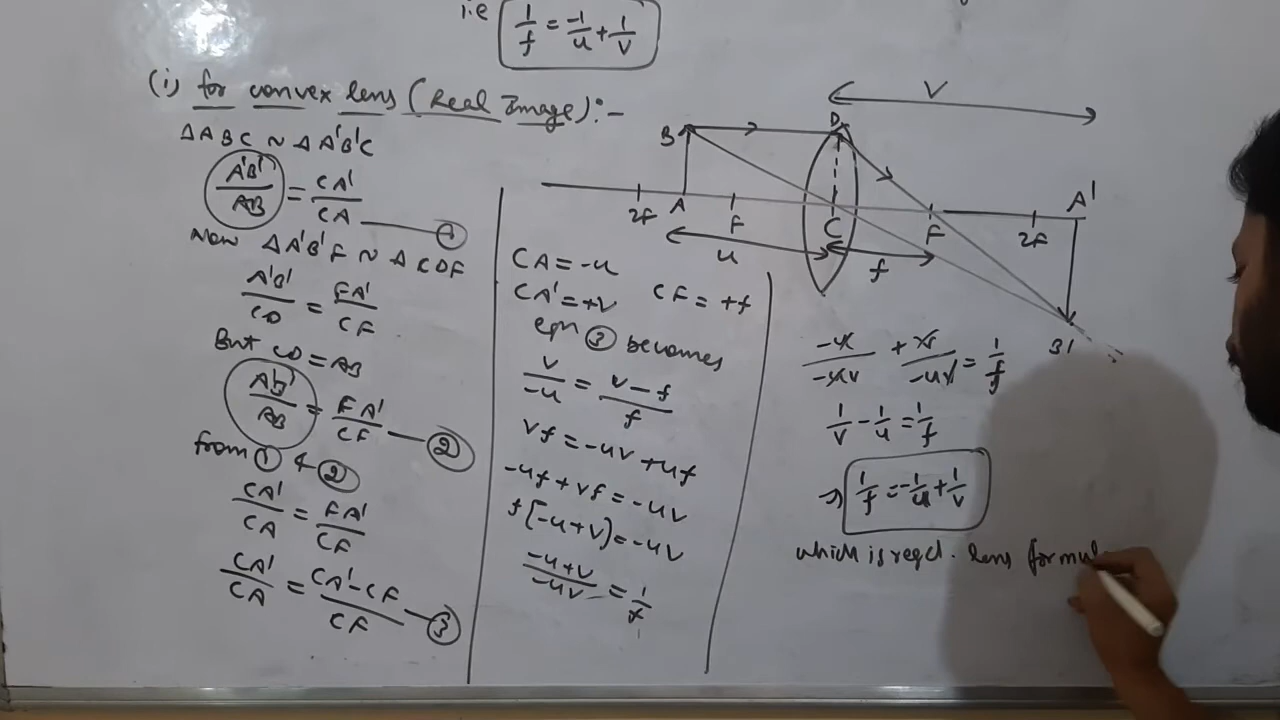 i.e 1/f = -1/u + 1/v
(i) for convex lens (Real Image):-
ΔABC ~ ΔA'B'C
A'B'/AB = CA'/CA — ①
Now ΔA'B'F ~ ΔCDF
A'B'/CD = FA'/CF
But CD = AB
A'B'/AB = FA'/CF — ②
from ① & ②
CA'/CA = FA'/CF
CA'/CA = CA'-CF/CF — ③
CA = -u
CA' = +v CF = +f
eqn ③ becomes
v/-u = v-f/f
vf = -uv + uf
-uf + vf = -uv
f(-u+v) = -uv
-u+v/-uv = 1/f
V
B D
2F A F C F 2F A'
u f
B'
-u/-uv + v/-uv = 1/f
1/v - 1/u = 1/f
⇒ 1/f = -1/u + 1/v
which is reqd. lens formul